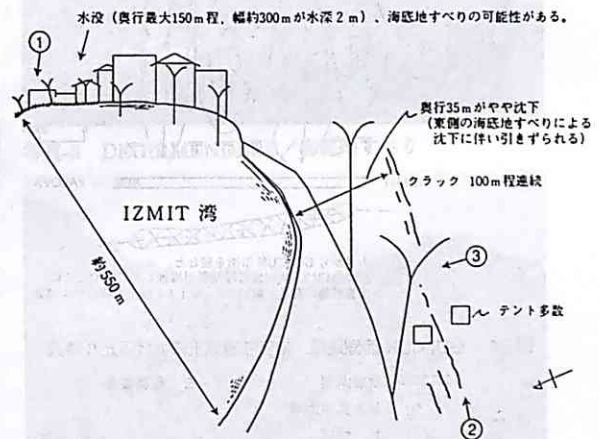 水没（奥行最大150m程，幅約300mが水深2m）、海底地すべりの可能性がある。
①
奥行35mがやや沈下
（東側の海底地すべりによる
沈下に伴い引きずられる）
クラック 100m程連続
IZMIT 湾
約550m
③
テント多数
②